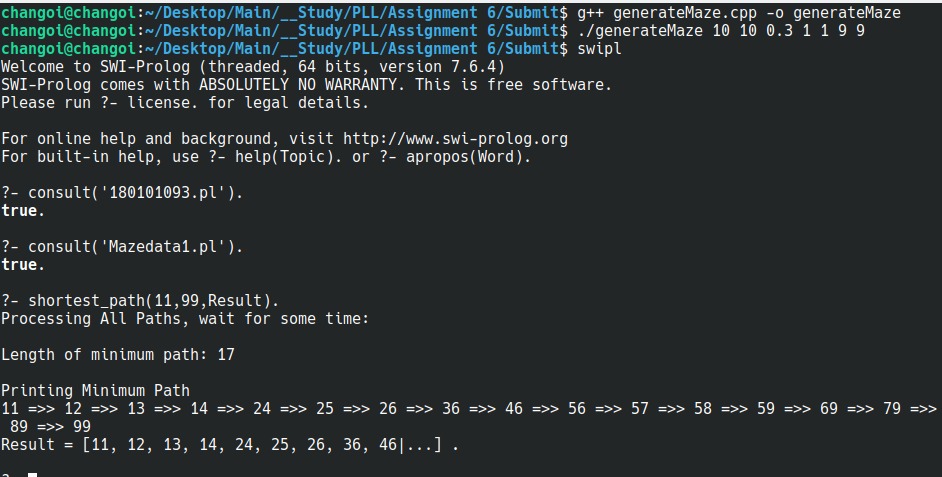 changoi@changoi:~/Desktop/Main/__Study/PLL/Assignment 6/Submit$ g++ generateMaze.cpp -o generateMaze
changoi@changoi:~/Desktop/Main/__Study/PLL/Assignment 6/Submit$ ./generateMaze 10 10 0.3 1 1 9 9
changoi@changoi:~/Desktop/Main/__Study/PLL/Assignment 6/Submit$ swipl
Welcome to SWI-Prolog (threaded, 64 bits, version 7.6.4)
SWI-Prolog comes with ABSOLUTELY NO WARRANTY. This is free software.
Please run ?- license. for legal details.

For online help and background, visit http://www.swi-prolog.org
For built-in help, use ?- help(Topic). or ?- apropos(Word).

?- consult('180101093.pl').
true.

?- consult('Mazedata1.pl').
true.

?- shortest_path(11,99,Result).
Processing All Paths, wait for some time:

Length of minimum path: 17

Printing Minimum Path
11 =>> 12 =>> 13 =>> 14 =>> 24 =>> 25 =>> 26 =>> 36 =>> 46 =>> 56 =>> 57 =>> 58 =>> 59 =>> 69 =>> 79 =>>
 89 =>> 99
Result = [11, 12, 13, 14, 24, 25, 26, 36, 46|...] .

?-